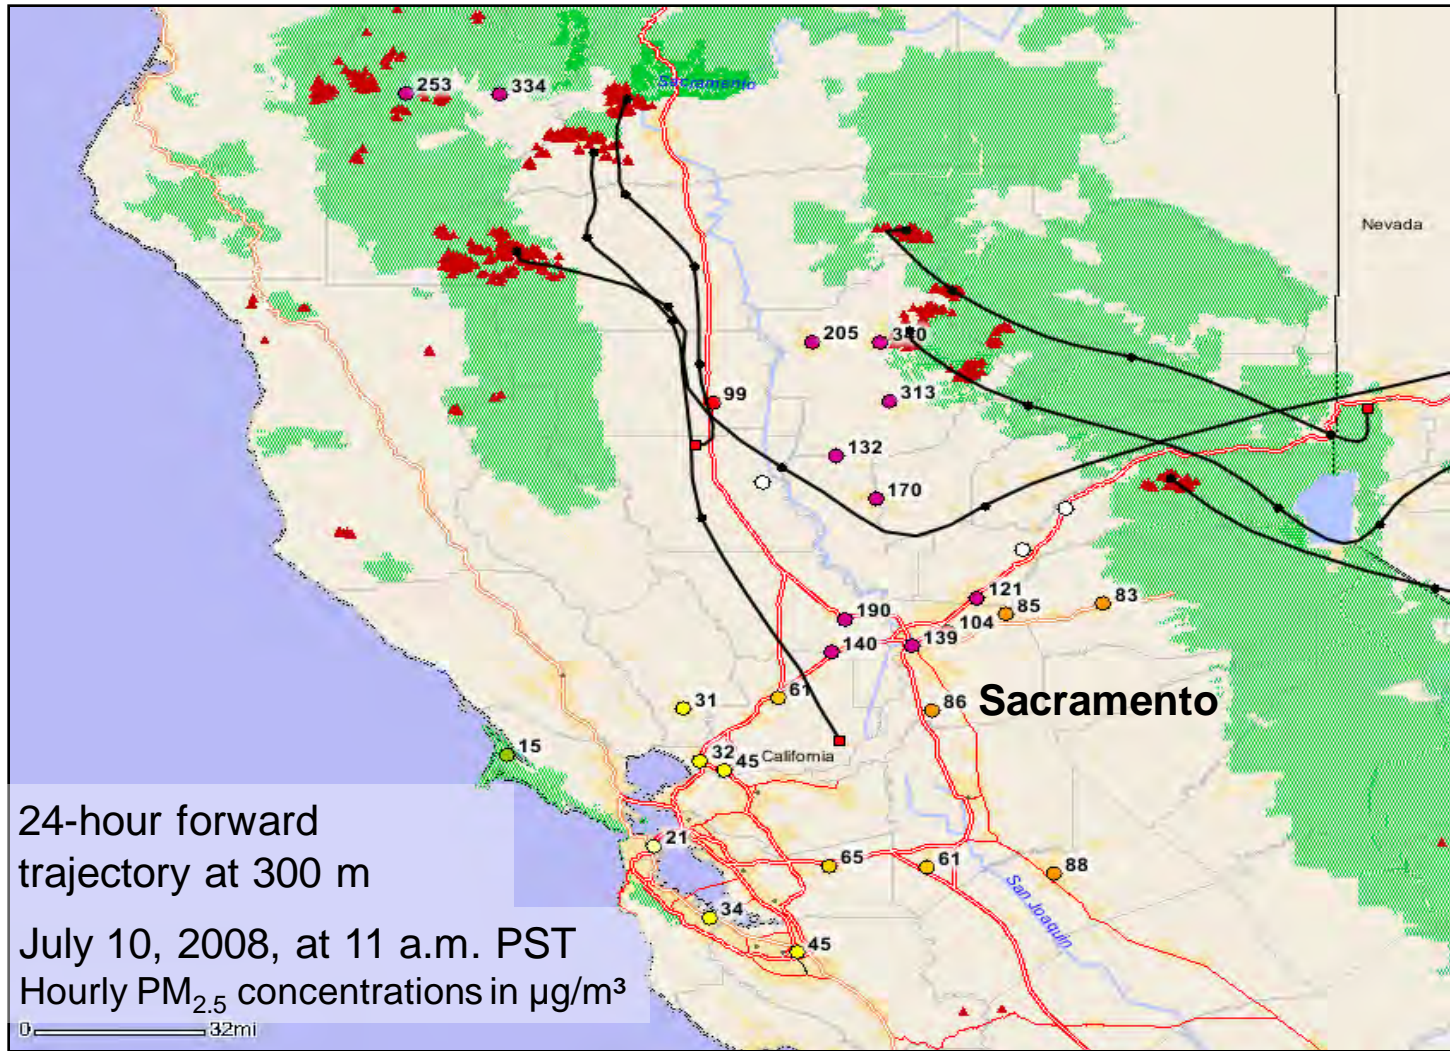 Sacramento
253
334
Nevada
205
340
313
99
132
170
121
85
83
190
104
139
140
61
86
Sacramento
31
15
32
45
California
24-hour forward
trajectory at 300 m
21
65
61
88
34
San Joaquin
July 10, 2008, at 11 a.m. PST
45
Hourly PM2.5 concentrations in µg/m³
0
32mi